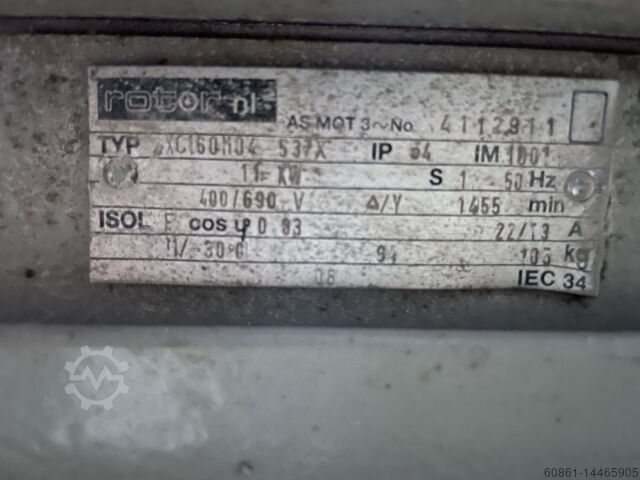 rotor nl
AS MOT 3~No 4112911
TYP 537X IP 54 IM 1001
11 KW S 1 50 Hz
400/690 V Δ/Y 1455 min
ISOL F cos φ 0 83 22/13 A
105 kg
IEC 34
60861-14465905